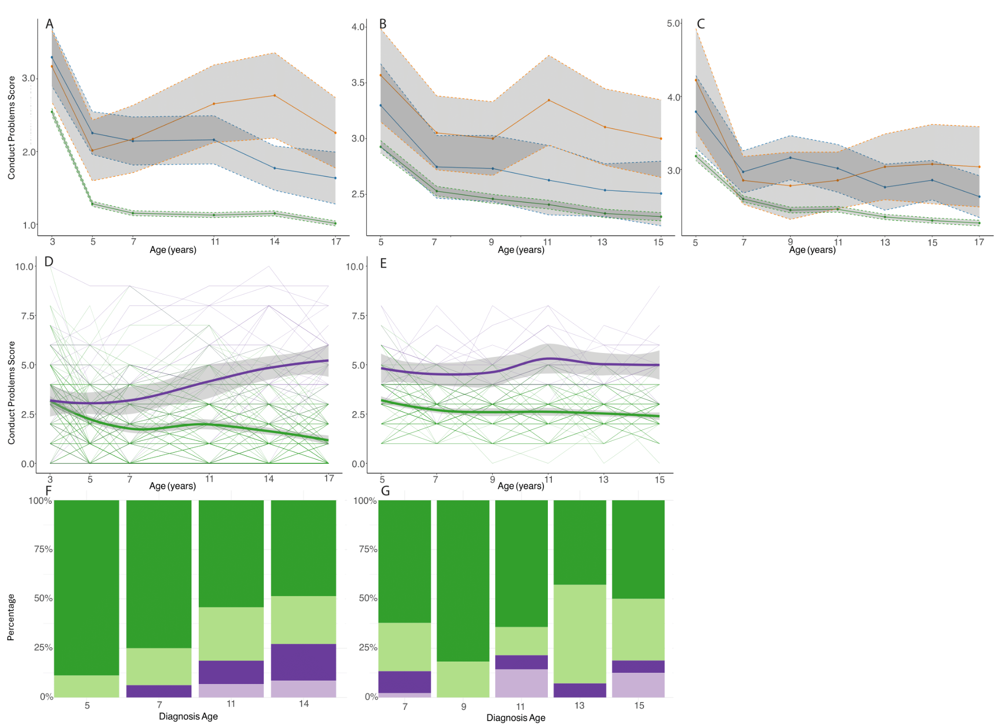 A
B
C
Conduct Problems Score
3.0
2.0
1.0
3 5 7 11 14 17
Age (years)
4.0
3.5
3.0
2.5
5 7 9 11 13 15
Age (years)
5.0
4.0
3.0
5 7 9 11 13 15 17
Age (years)
D
E
Conduct Problems Score
10.0
7.5
5.0
2.5
0.0
3 5 7 11 14 17
Age (years)
10.0
7.5
5.0
2.5
0.0
5 7 9 11 13 15
Age (years)
F
G
Percentage
100%
75%
50%
25%
0%
5 7 11 14
Diagnosis Age
100%
75%
50%
25%
0%
7 9 11 13 15
Diagnosis Age